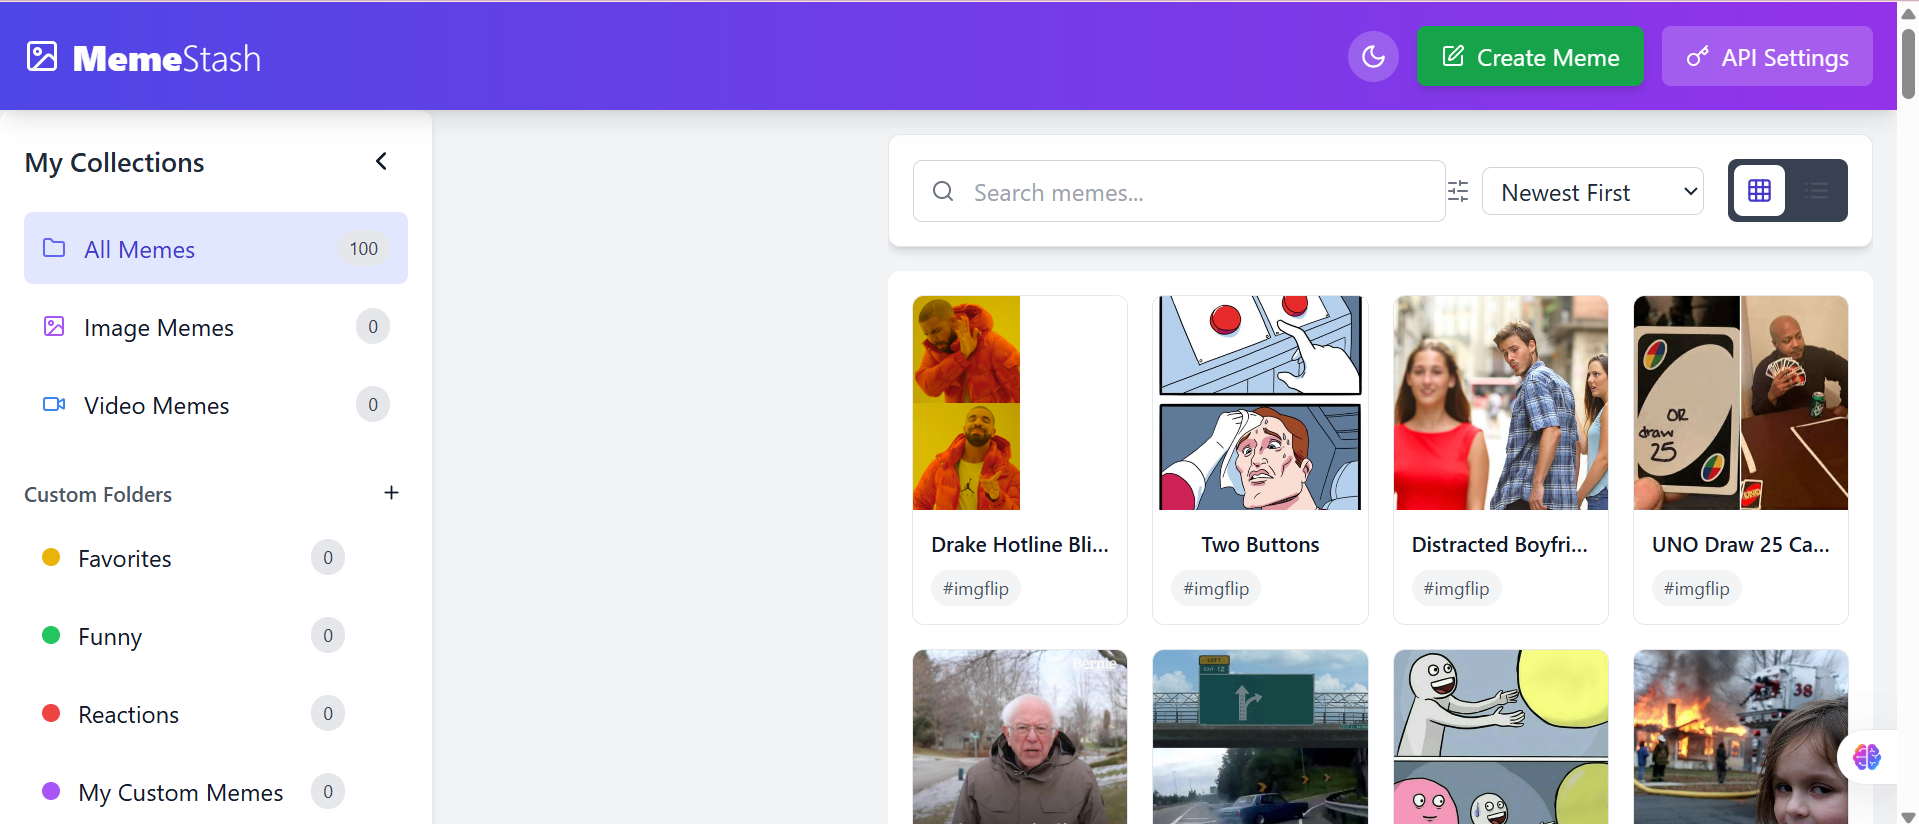 MemeStash
Create Meme
API Settings
My Collections
All Memes 100
Image Memes 0
Video Memes 0
Custom Folders
Favorites 0
Funny 0
Reactions 0
My Custom Memes 0
Search memes...
Newest First
OR
draw
25
Drake Hotline Bli...
#imgflip
Two Buttons
#imgflip
Distracted Boyfri...
#imgflip
UNO Draw 25 Ca...
#imgflip
Bernie
LEFT
EXIT 12
38